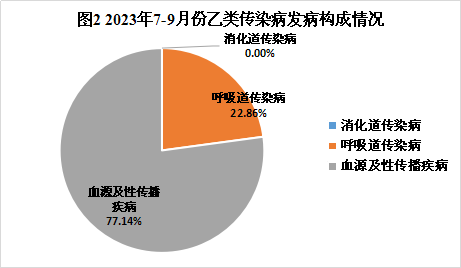 图2 2023年7-9月份乙类传染病发病构成情况
消化道传染病
0.00%
呼吸道传染病
22.86%
血源及性传播
疾病
77.14%
消化道传染病
呼吸道传染病
血源及性传播疾病